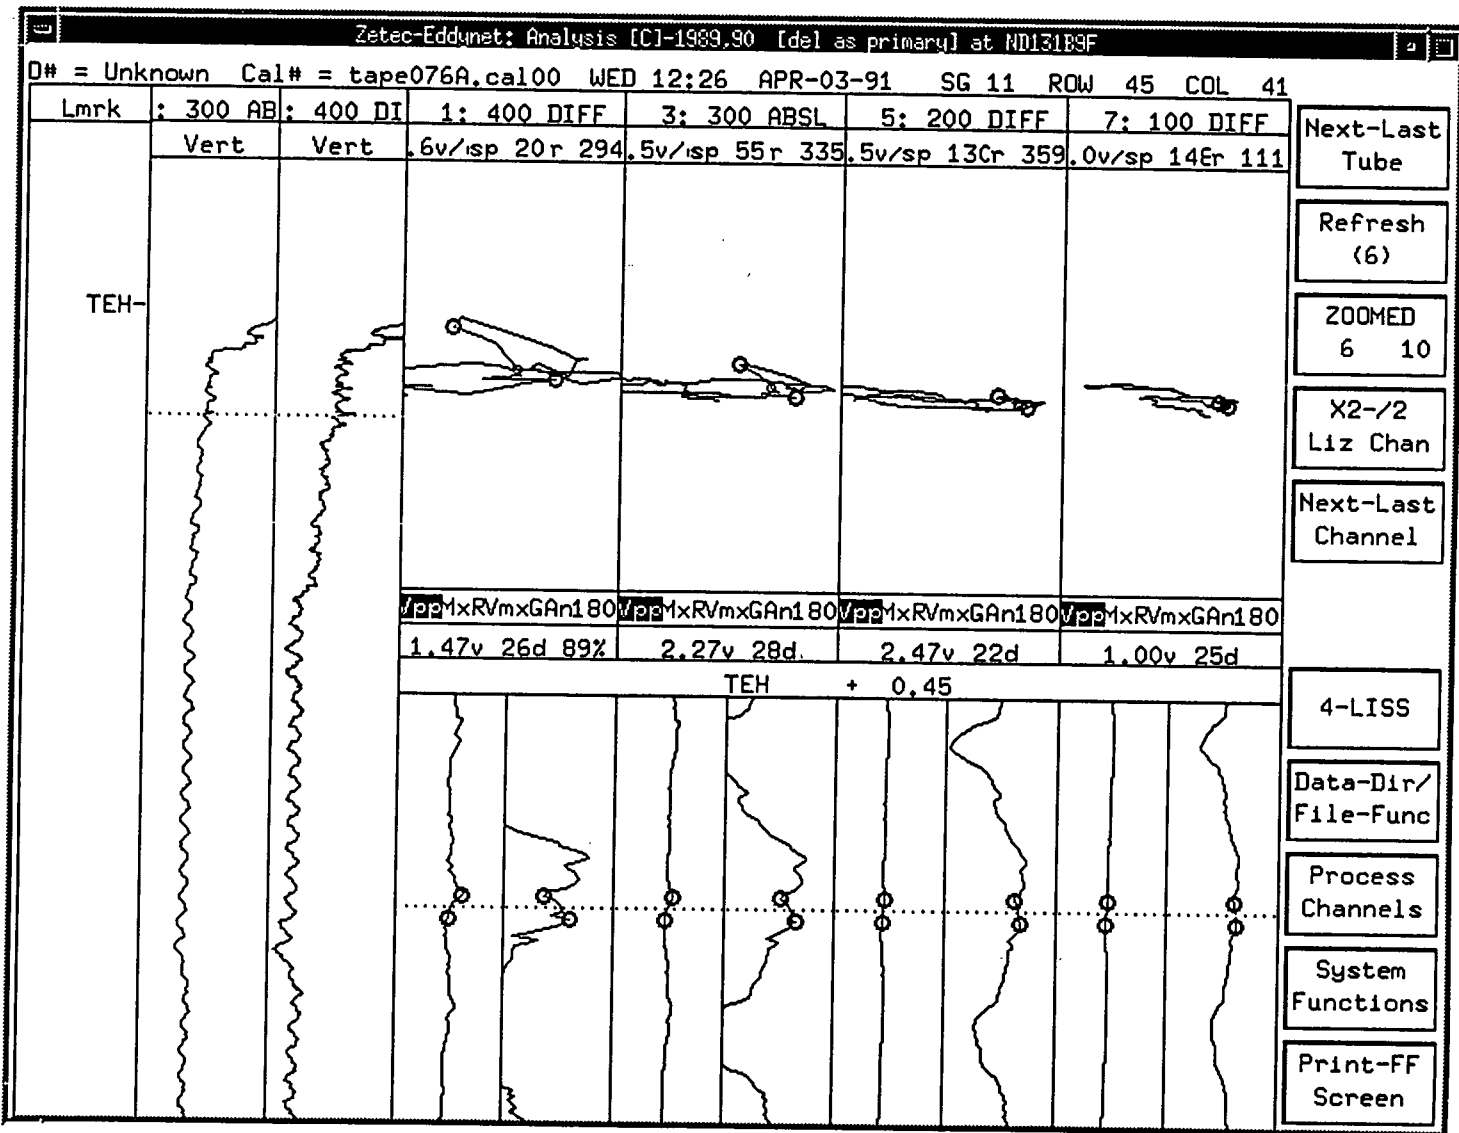 Zetec-Eddynet: Analysis [C]-1989,90 [del as primary] at ND131B9F
D# = Unknown Cal# = tape076A.cal00 WED 12:26 APR-03-91 SG 11 ROW 45 COL 41
Lmrk : 300 AB : 400 DI 1: 400 DIFF 3: 300 ABSL 5: 200 DIFF 7: 100 DIFF
Vert Vert .6v/sp 20r 294 .5v/sp 55r 335 .5v/sp 13Cr 359 .0v/sp 14Er 111
Next-Last
Tube
Refresh
(6)
TEH-
ZOOMED
6 10
X2-/2
Liz Chan
Next-Last
Channel
VppMxRVmxGAn180 VppMxRVmxGAn180 VppMxRVmxGAn180 VppMxRVmxGAn180
1.47v 26d 89% 2.27v 28d 2.47v 22d 1.00v 25d
TEH + 0.45
4-LISS
Data-Dir/
File-Func
Process
Channels
System
Functions
Print-FF
Screen